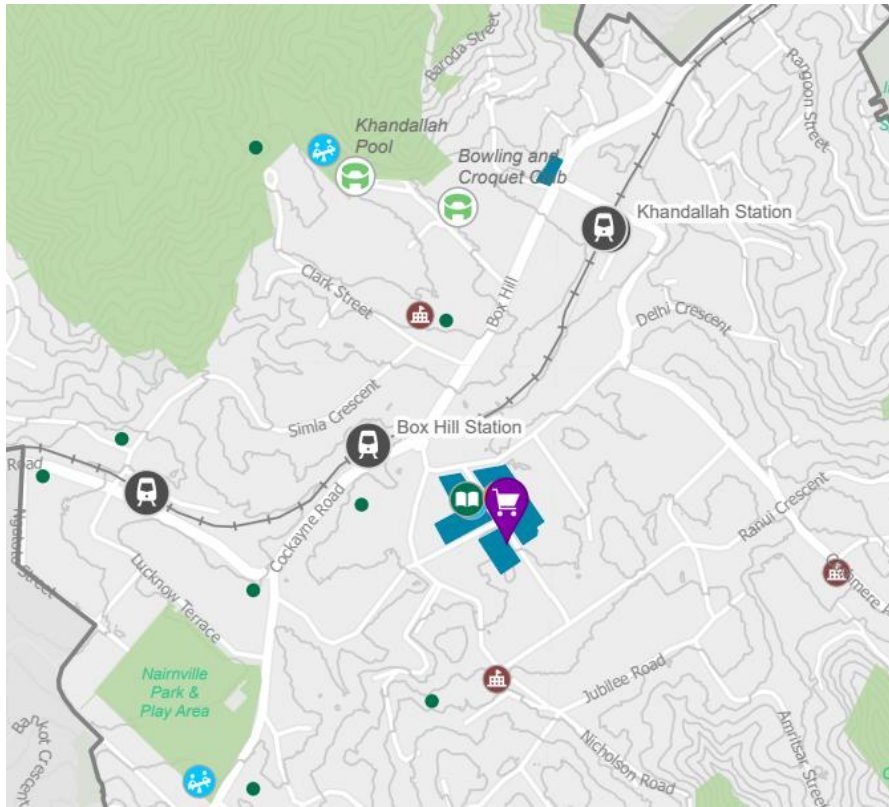 Baroda Street
Rangoon Street
Khandallah
Pool
Bowling and
Croquet Club
Khandallah Station
Clark Street
Box Hill
Delhi Crescent
Simla Crescent
Box Hill Station
Road
Cockayne Road
Ranui Crescent
Ngatoto Street
Lucknow Terrace
Nairnville
Park &
Play Area
Jubilee Road
Amritsar Street
Nicholson Road